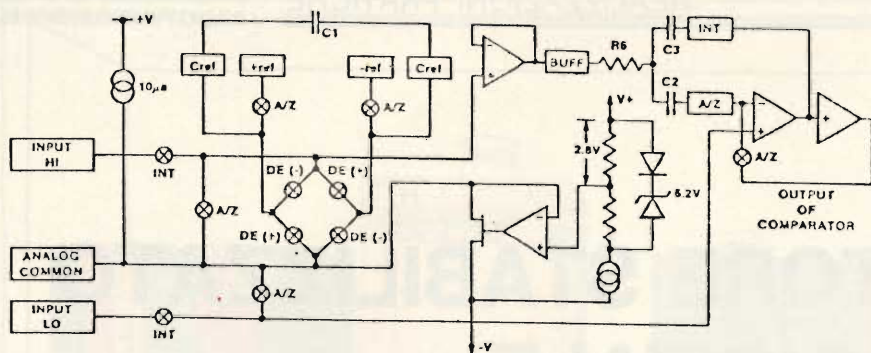 +V
C1
Cref
+ref
-ref
Cref
10µa
A/Z
A/Z
BUFF
R6
C3
INT
C2
A/Z
V+
INPUT
HI
INT
A/Z
DE (-)
DE (+)
DE (+)
DE (-)
2.8V
6.2V
A/Z
OUTPUT
OF
COMPARATOR
ANALOG
COMMON
A/Z
INPUT
LO
INT
-V